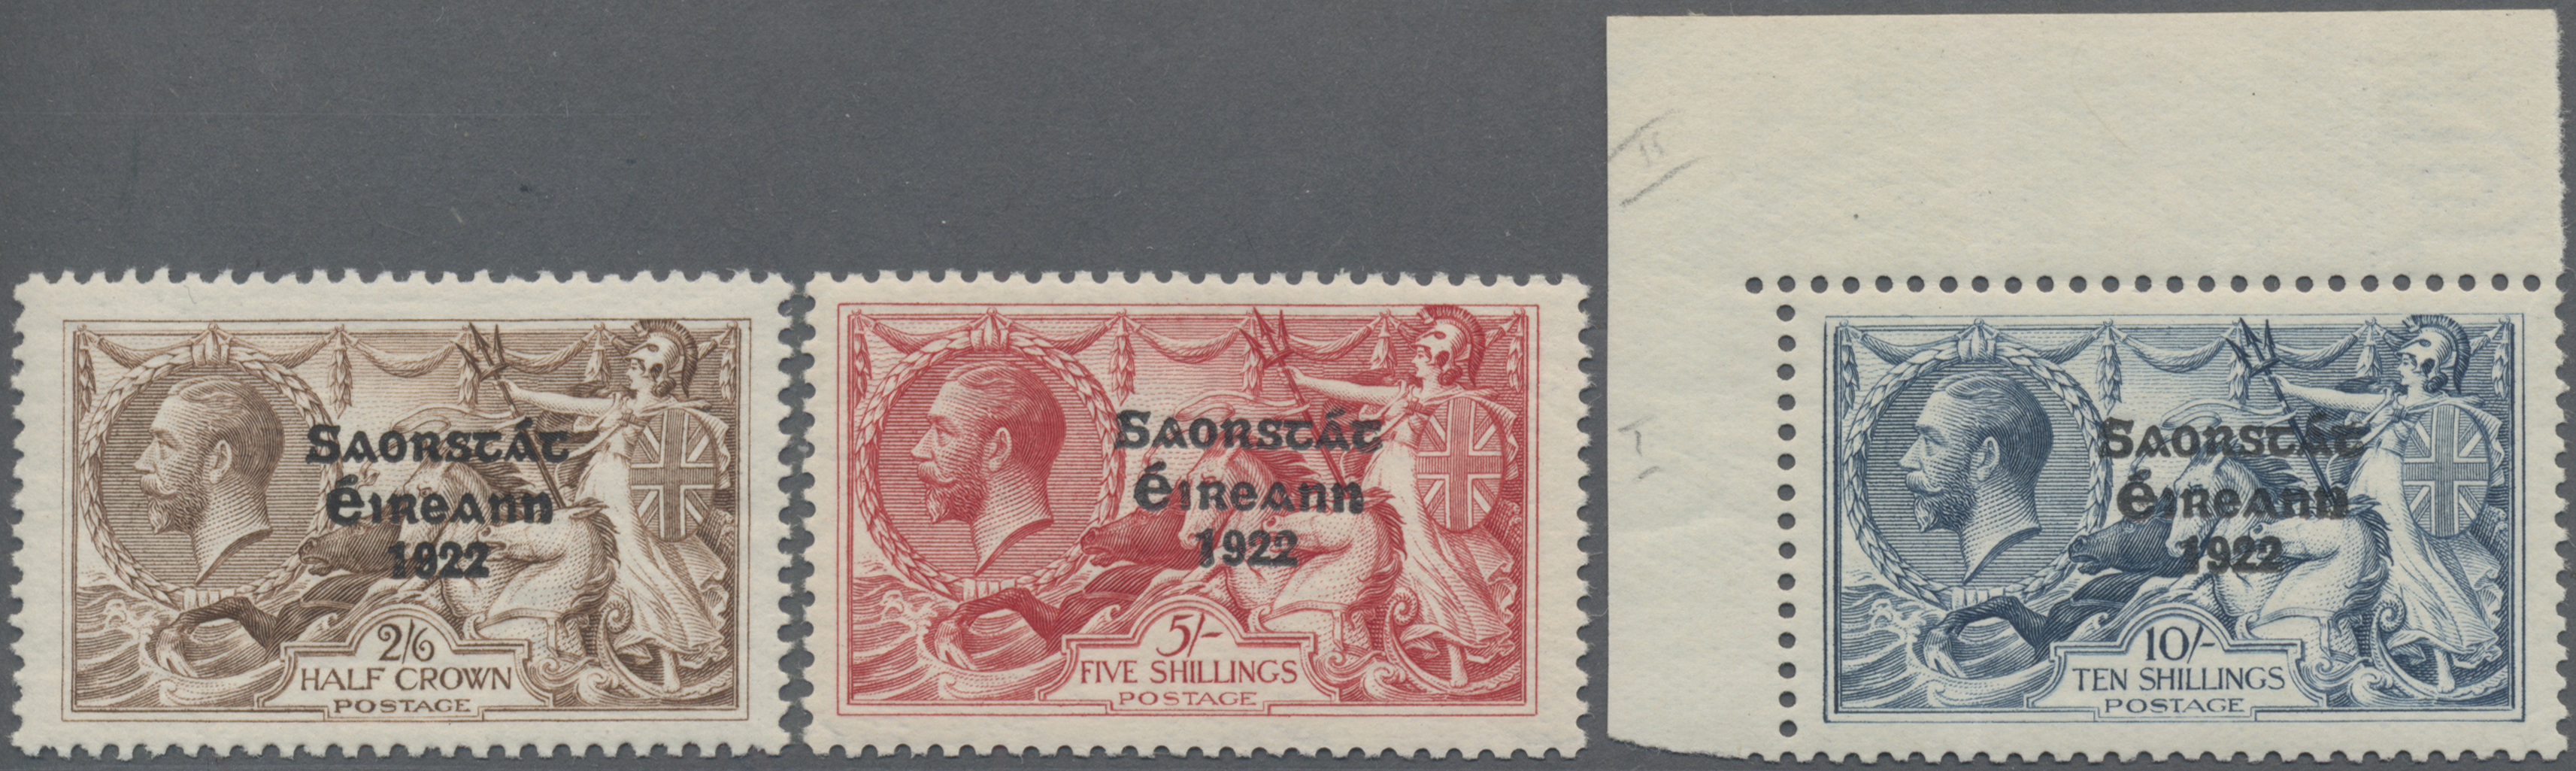 Saorstát
Éireann
1922
2/6
HALF CROWN
POSTAGE
Saorstát
Éireann
1922
5/-
FIVE SHILLINGS
POSTAGE
Saorstát
Éireann
1922
10/-
TEN SHILLINGS
POSTAGE